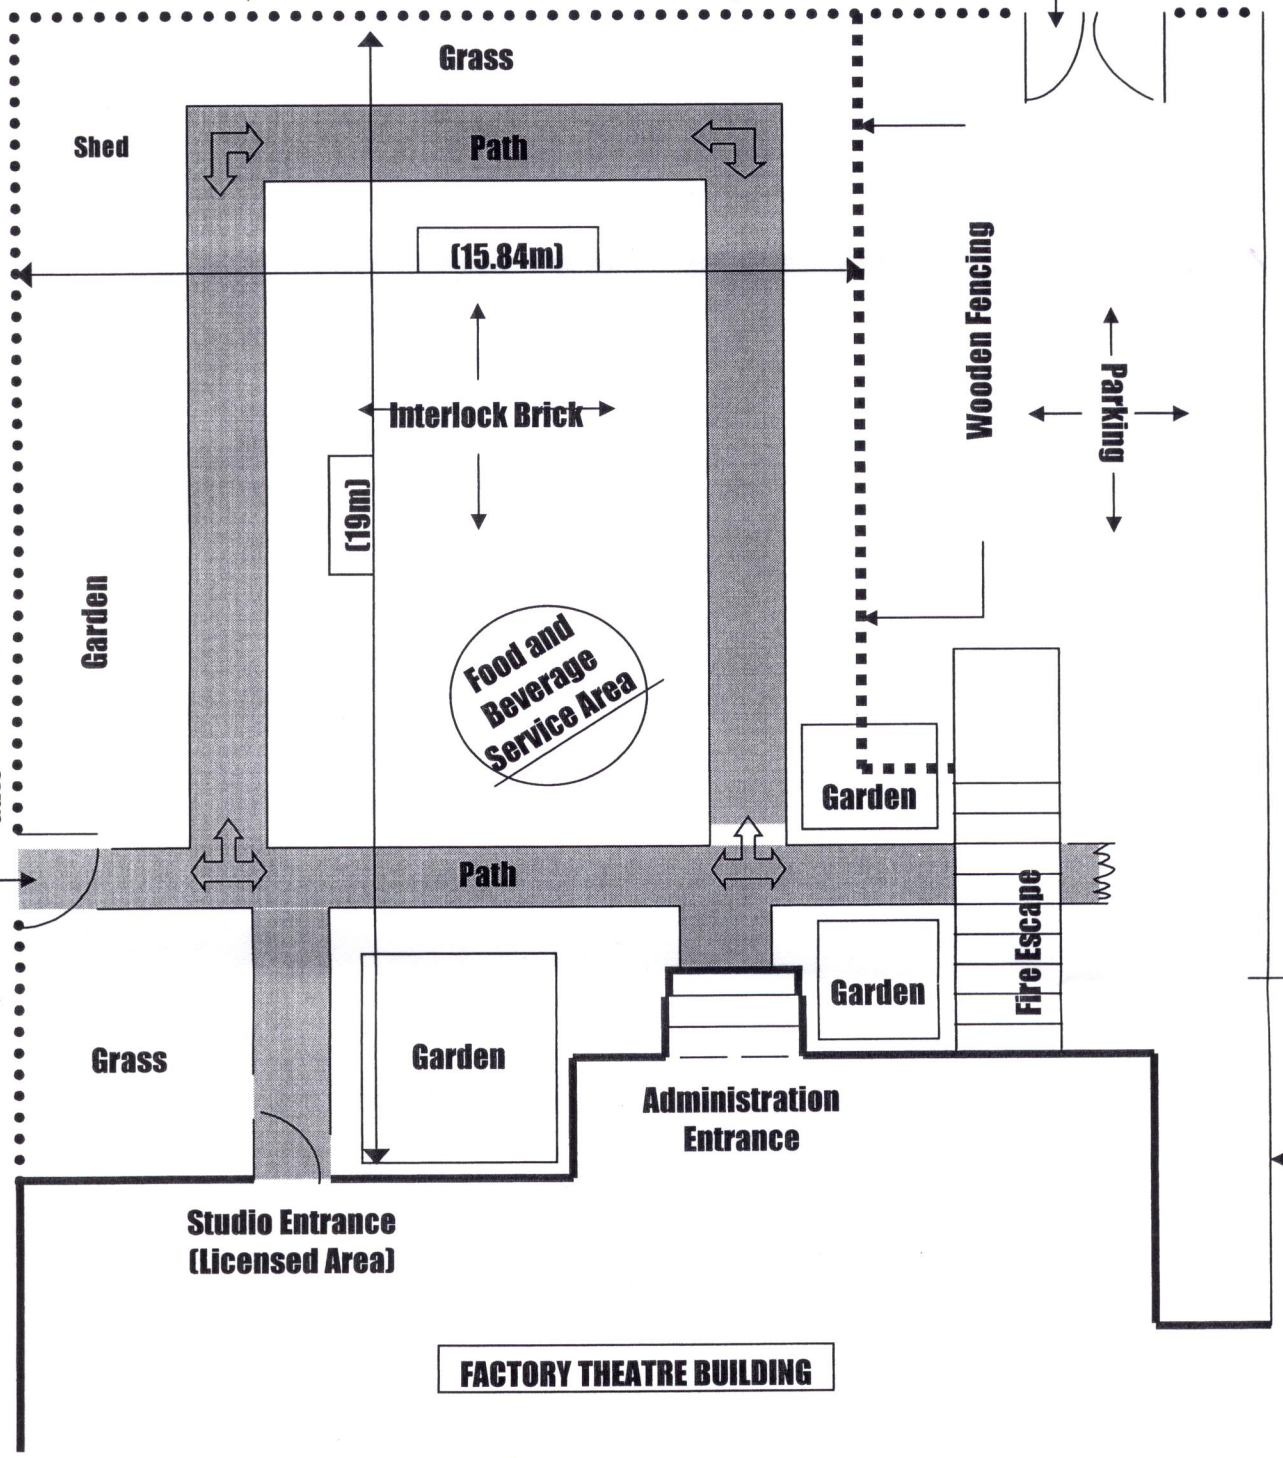 Grass
Shed
Path
(15.84m)
Wooden Fencing
Interlock Brick
Parking
(19m)
Garden
Food and
Beverage
Service Area
Garden
Path
Fire Escape
Garden
Grass
Garden
Administration
Entrance
Studio Entrance
(Licensed Area)
FACTORY THEATRE BUILDING